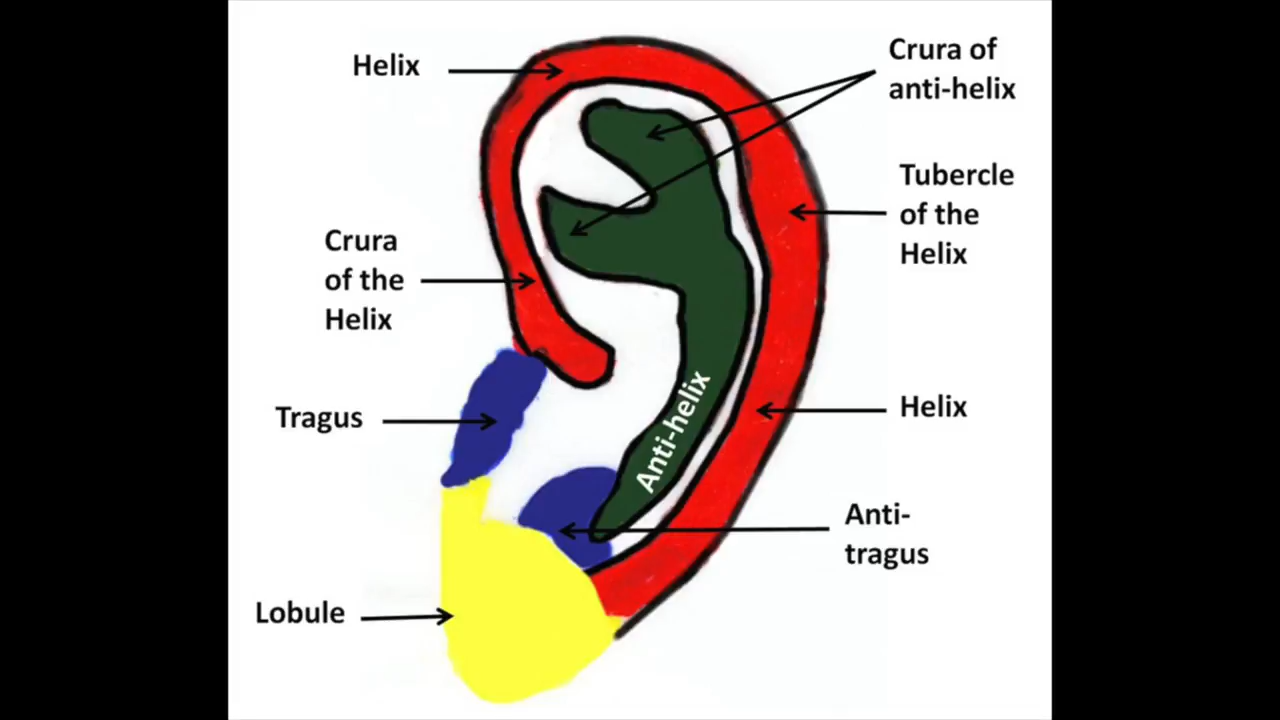 Helix
Crura of
anti-helix
Tubercle
of the
Helix
Crura
of the
Helix
Anti-helix
Helix
Tragus
Anti-
tragus
Lobule